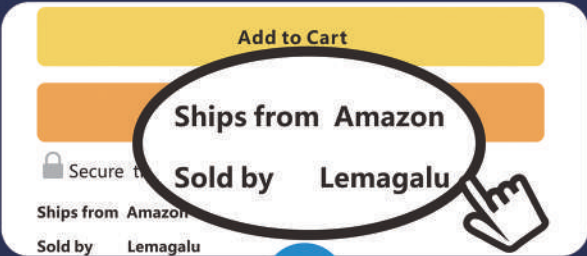 Add to Cart
Ships from Amazon
Sold by Lemagalu
Secure
Ships from Amazon
Sold by Lemagalu